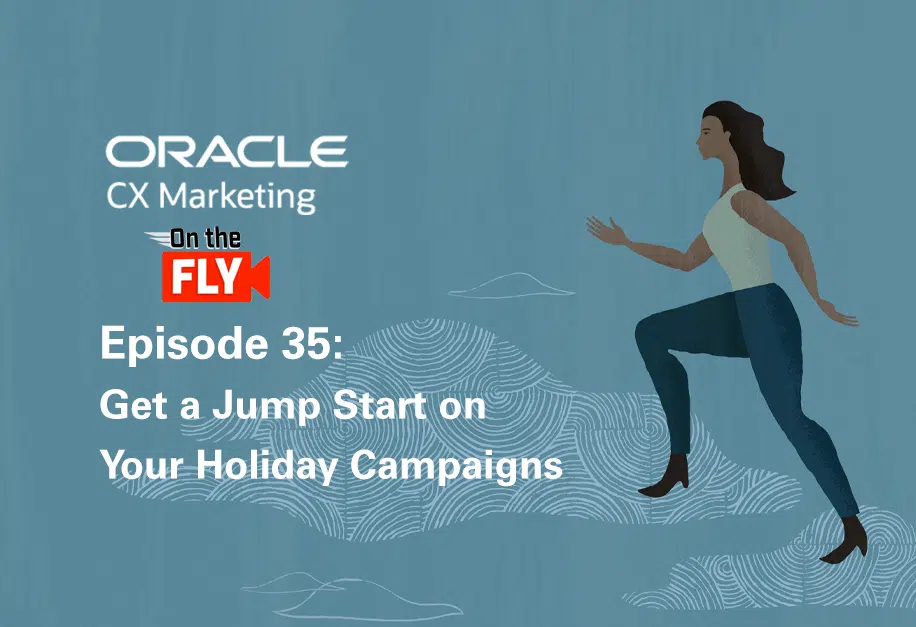 ORACLE
CX Marketing
On the
FLY
Episode 35:
Get a Jump Start on
Your Holiday Campaigns